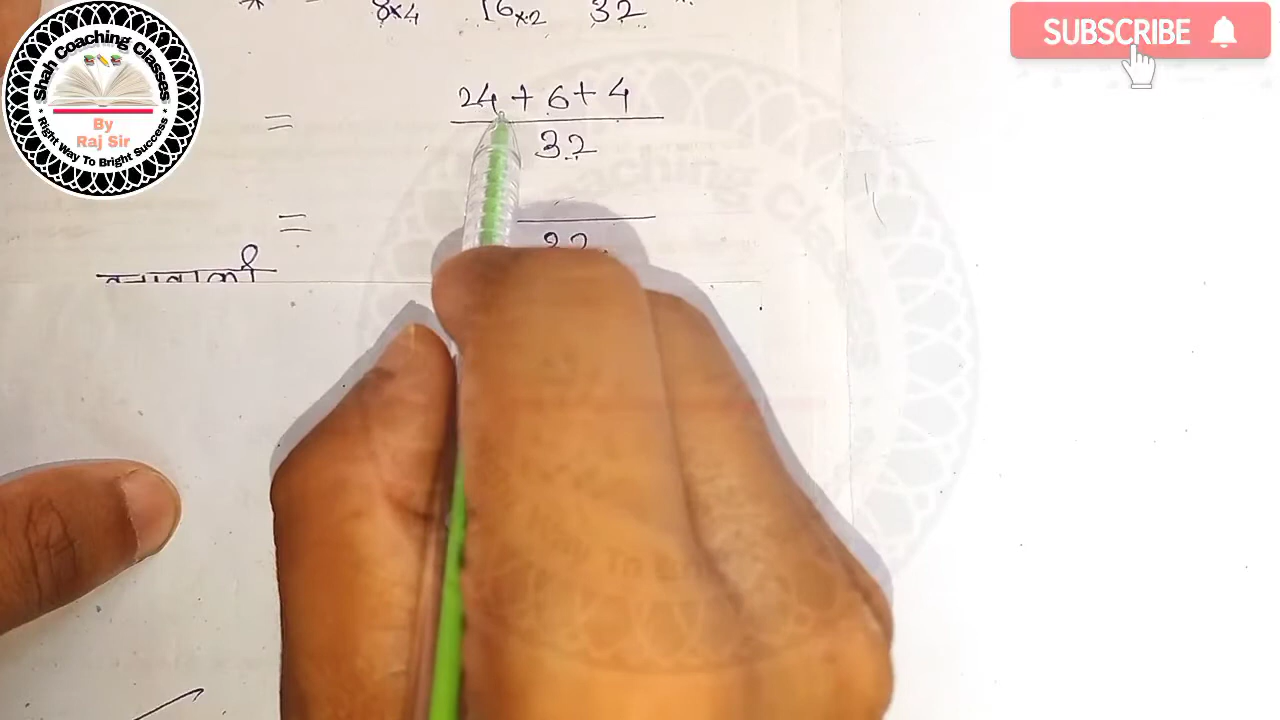 8×4 16×2 32
SUBSCRIBE
Shah Coaching Classes
By
Raj Sir
* Right Way To Bright Success *
= 24 + 6 + 4
32
=
32